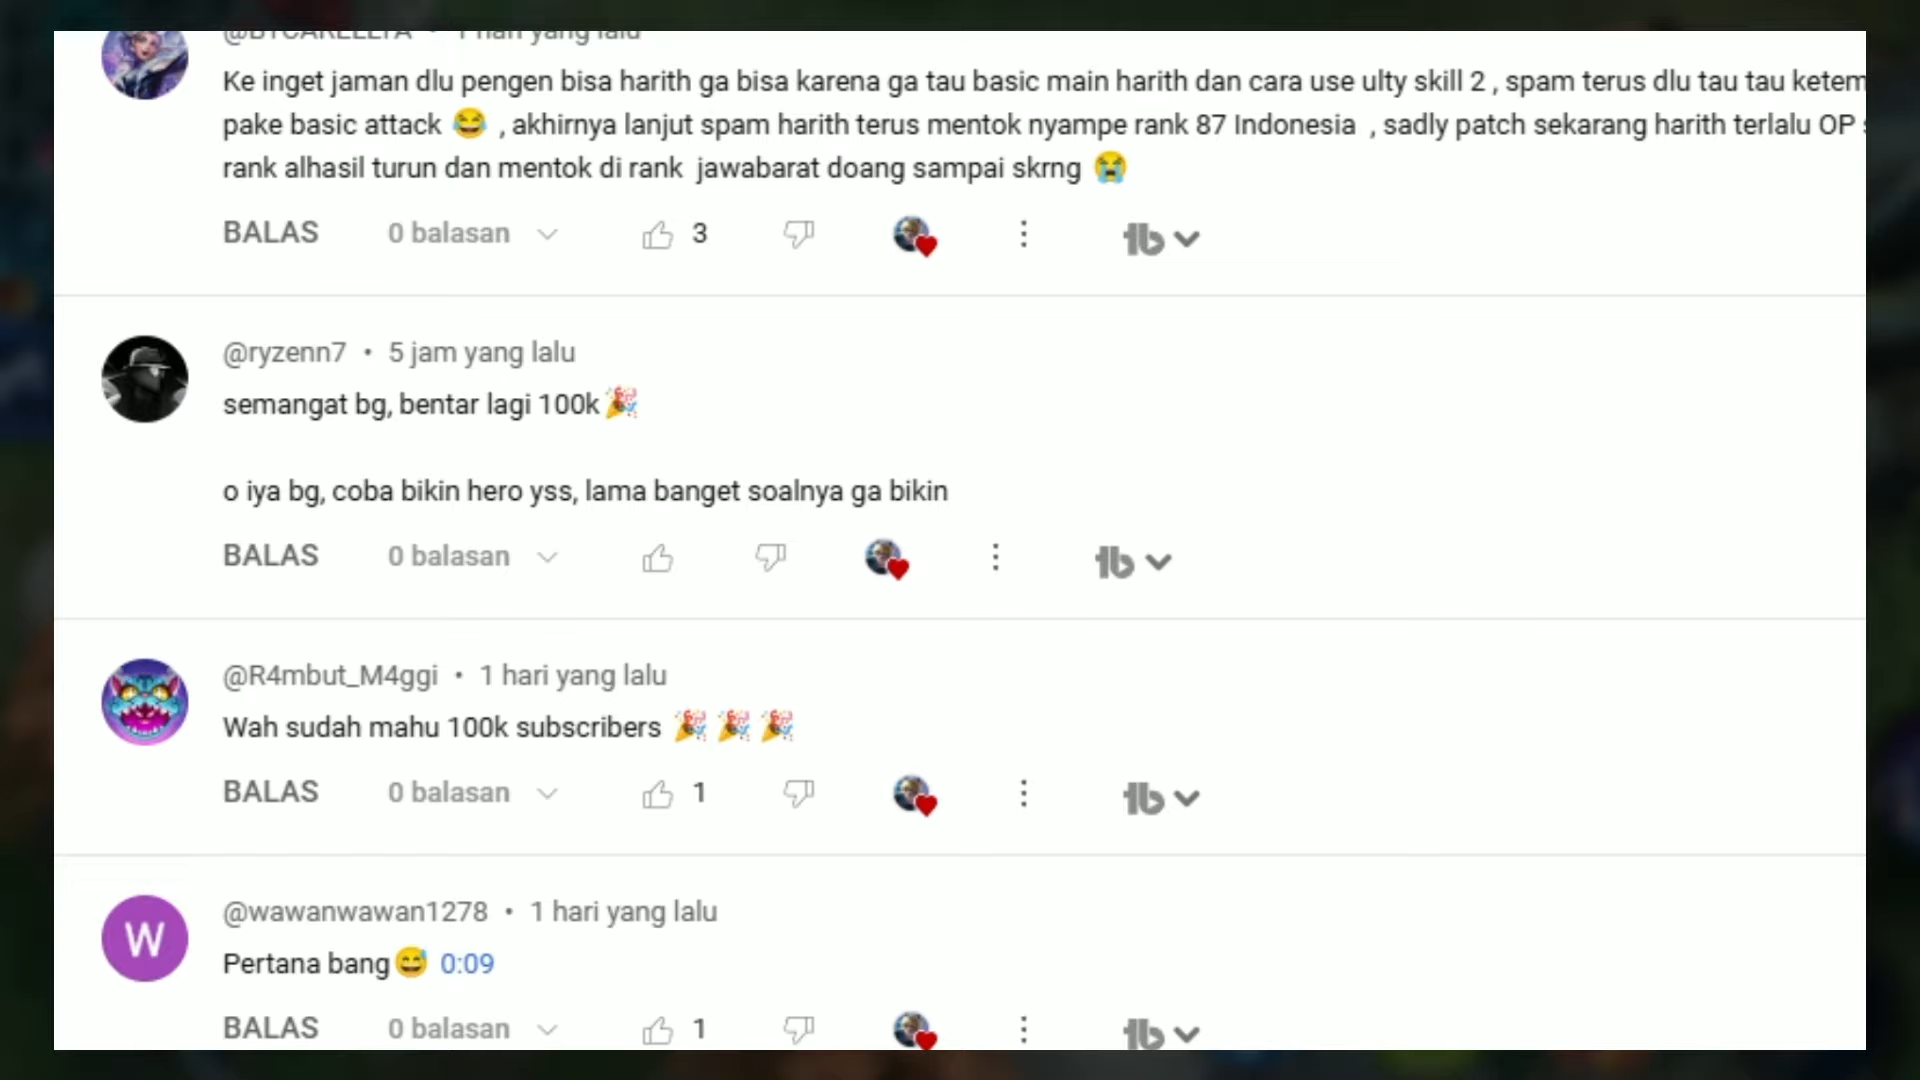 1 hari yang lalu
Ke inget jaman dlu pengen bisa harith ga bisa karena ga tau basic main harith dan cara use ulty skill 2 , spam terus dlu tau tau ketem
pake basic attack 😂 , akhirnya lanjut spam harith terus mentok nyampe rank 87 Indonesia , sadly patch sekarang harith terlalu OP
rank alhasil turun dan mentok di rank jawabarat doang sampai skrng 😭
BALAS 0 balasan 3
@ryzenn7 • 5 jam yang lalu
semangat bg, bentar lagi 100k🎉
o iya bg, coba bikin hero yss, lama banget soalnya ga bikin
BALAS 0 balasan
@R4mbut_M4ggi • 1 hari yang lalu
Wah sudah mahu 100k subscribers 🎉 🎉 🎉
BALAS 0 balasan 1
W
@wawanwawan1278 • 1 hari yang lalu
Pertana bang😅 0:09
BALAS 0 balasan 1